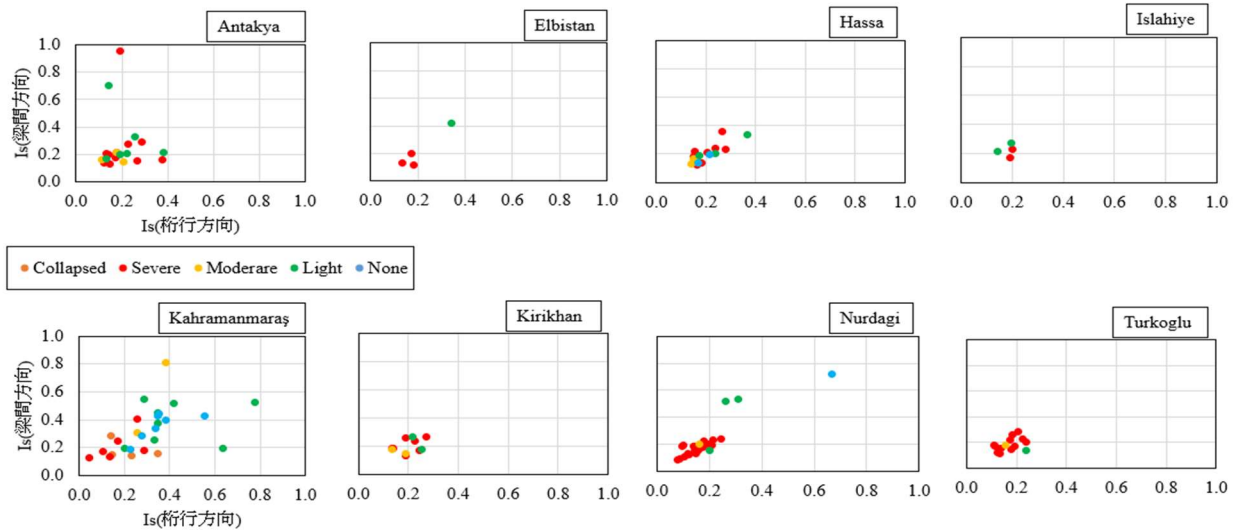 Antakya
Elbistan
Hassa
Islahiye
1.0
0.8
0.6
0.4
0.2
0.0
Is(梁間方向)
0.0 0.2 0.4 0.6 0.8 1.0
0.0 0.2 0.4 0.6 0.8 1.0
0.0 0.2 0.4 0.6 0.8 1.0
0.0 0.2 0.4 0.6 0.8 1.0
Is(桁行方向)
Collapsed Severe Moderare Light None
Kahramanmaraş
Kirikhan
Nurdagi
Turkoglu
1.0
0.8
0.6
0.4
0.2
0.0
Is(梁間方向)
0.0 0.2 0.4 0.6 0.8 1.0
0.0 0.2 0.4 0.6 0.8 1.0
0.0 0.2 0.4 0.6 0.8 1.0
0.0 0.2 0.4 0.6 0.8 1.0
Is(桁行方向)